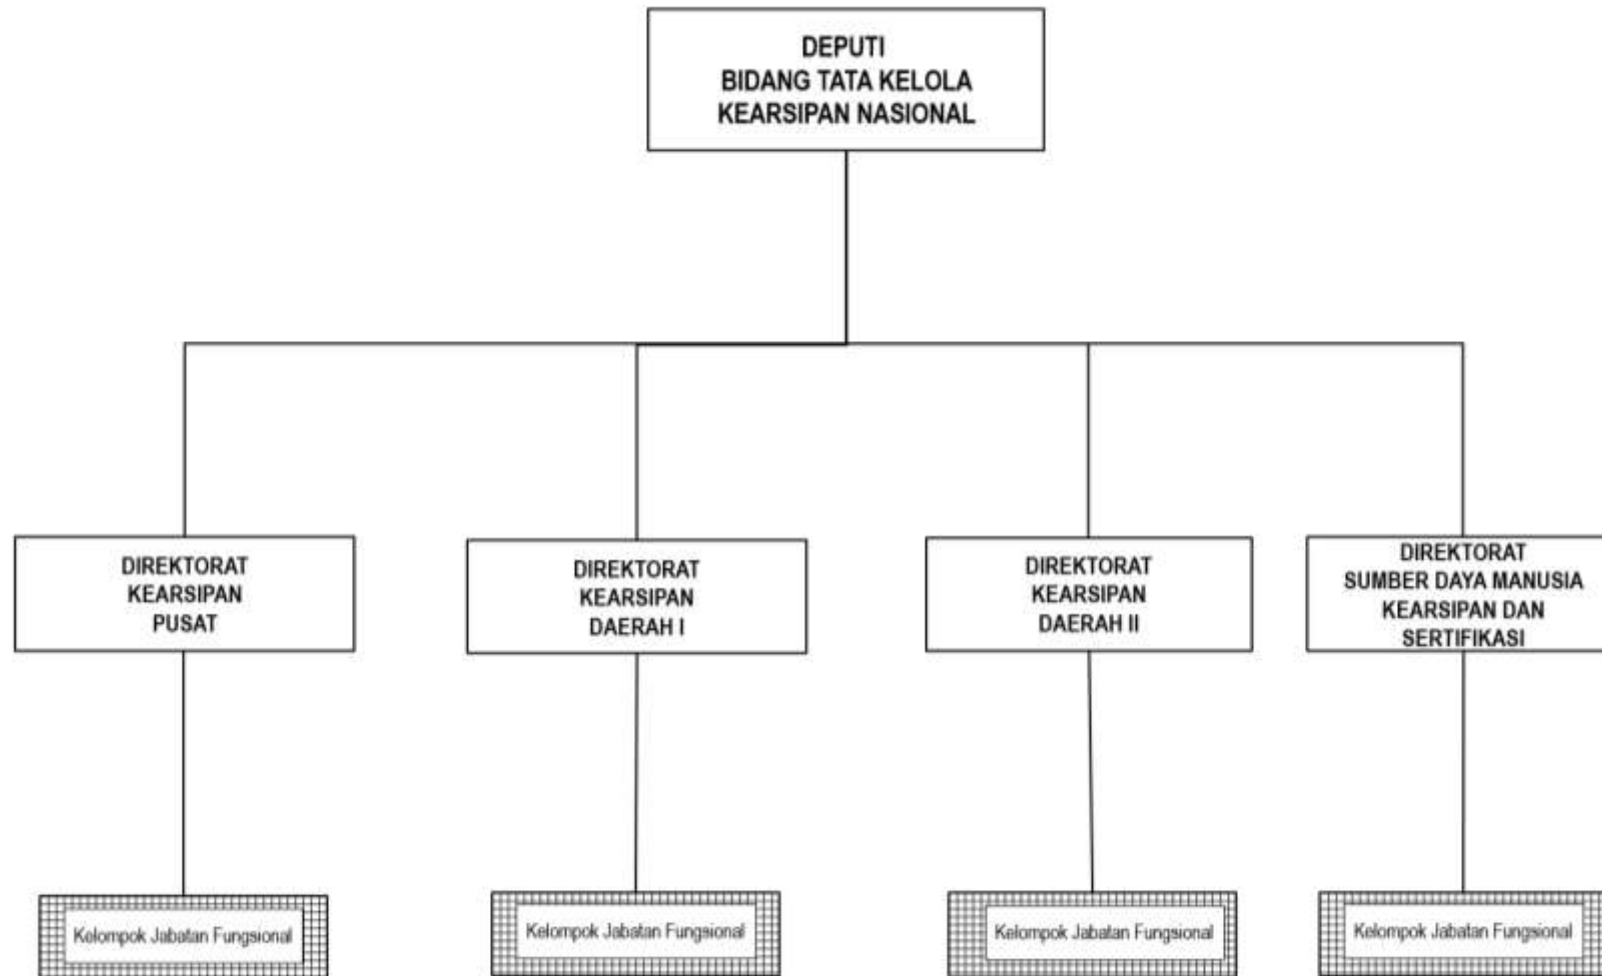 DEPUTI
BIDANG TATA KELOLA
KEARSIPAN NASIONAL
DIREKTORAT
KEARSIPAN
PUSAT
DIREKTORAT
KEARSIPAN
DAERAH I
DIREKTORAT
KEARSIPAN
DAERAH II
DIREKTORAT
SUMBER DAYA MANUSIA
KEARSIPAN DAN
SERTIFIKASI
Kelompok Jabatan Fungsional
Kelompok Jabatan Fungsional
Kelompok Jabatan Fungsional
Kelompok Jabatan Fungsional